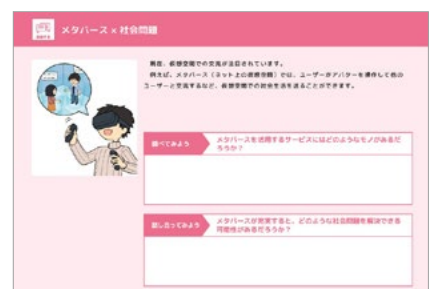 メタバース × 社会問題
現在、仮想空間での交流が注目されています。
例えば、メタバース（ネット上の仮想空間）では、ユーザーがアバターを操作して他の
ユーザーと交流するなど、仮想空間での社会生活を送ることができます。
調べてみよう
メタバースを活用するサービスにはどのようなモノがあるだ
ろうか？
話し合ってみよう
メタバースが発展すると、どのような社会問題を解決できる
可能性があるだろうか？